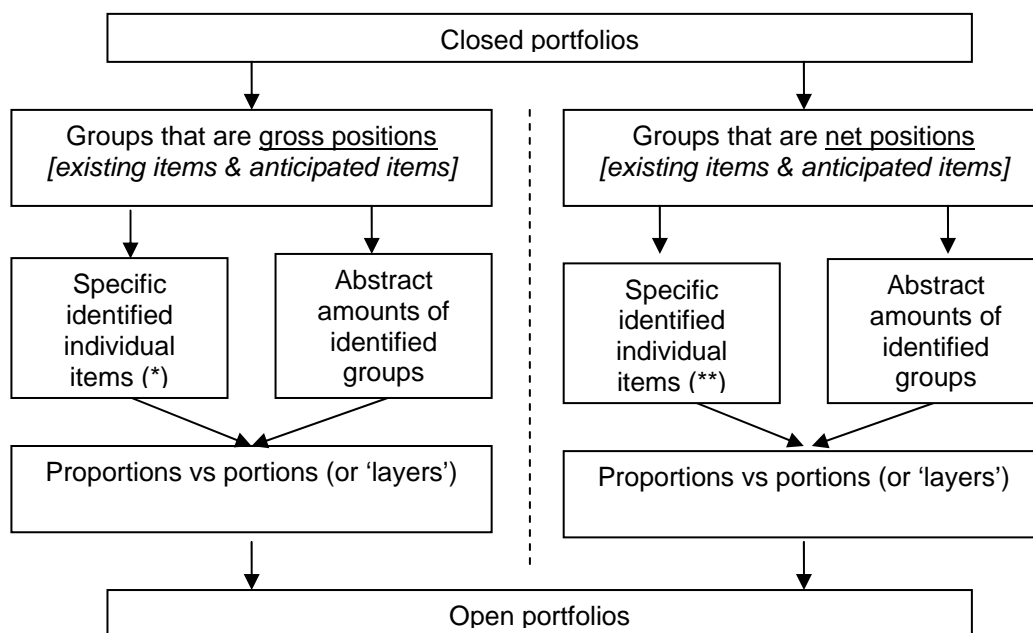 Closed portfolios
Groups that are gross positions
[existing items & anticipated items]
Groups that are net positions
[existing items & anticipated items]
Specific
identified
individual
items (*)
Abstract
amounts of
identified
groups
Specific
identified
individual
items (**)
Abstract
amounts of
identified
groups
Proportions vs portions (or ‘layers’)
Proportions vs portions (or ‘layers’)
Open portfolios